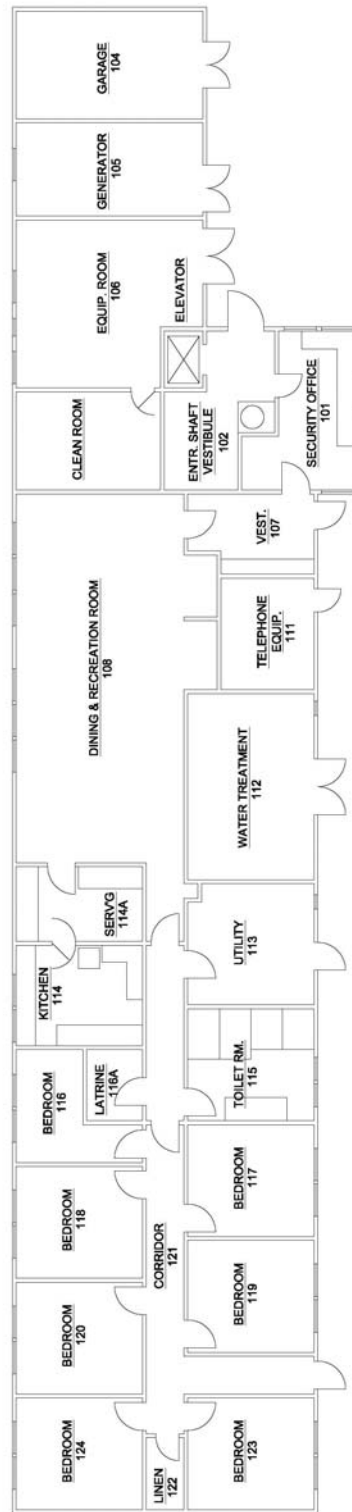 GARAGE
104
GENERATOR
105
EQUIP. ROOM
106
ELEVATOR
CLEAN ROOM
ENTR. SHAFT
VESTIBULE
102
SECURITY OFFICE
101
VEST.
107
DINING & RECREATION ROOM
108
TELEPHONE
EQUIP.
111
WATER TREATMENT
112
SERV'G
114A
UTILITY
113
KITCHEN
114
TOILET RM.
115
LATRINE
116A
BEDROOM
116
BEDROOM
117
BEDROOM
118
CORRIDOR
121
BEDROOM
119
BEDROOM
120
BEDROOM
124
LINEN
122
BEDROOM
123